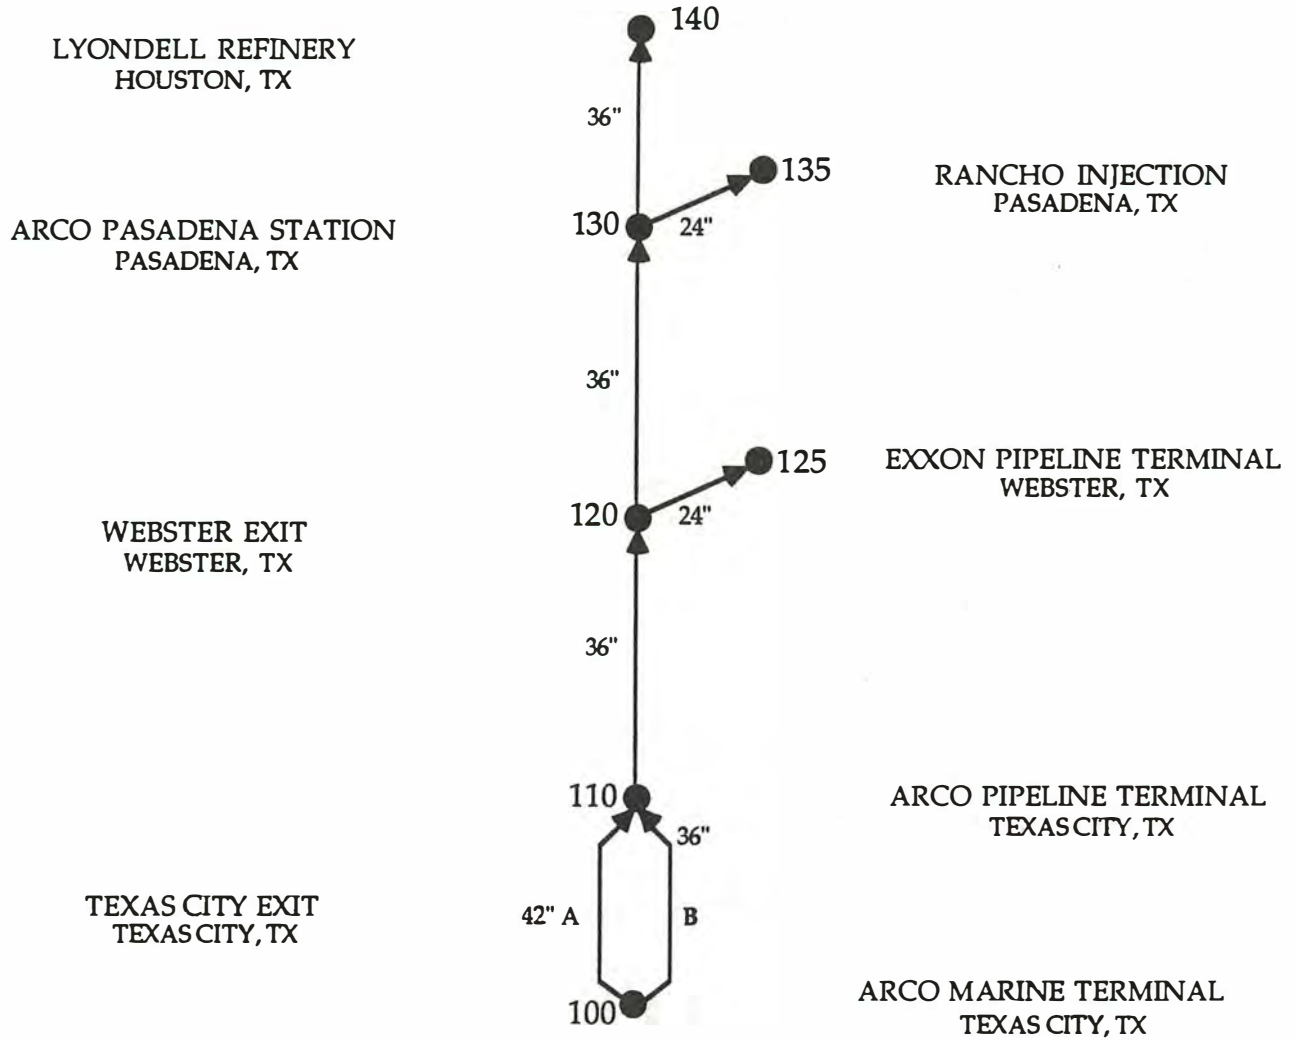 140
LYONDELL REFINERY
HOUSTON, TX
36"
135
RANCHO INJECTION
PASADENA, TX
130
24"
ARCO PASADENA STATION
PASADENA, TX
36"
125
EXXON PIPELINE TERMINAL
WEBSTER, TX
120
24"
WEBSTER EXIT
WEBSTER, TX
36"
110
ARCO PIPELINE TERMINAL
TEXAS CITY, TX
36"
TEXAS CITY EXIT
TEXAS CITY, TX
42" A
B
100
ARCO MARINE TERMINAL
TEXAS CITY, TX